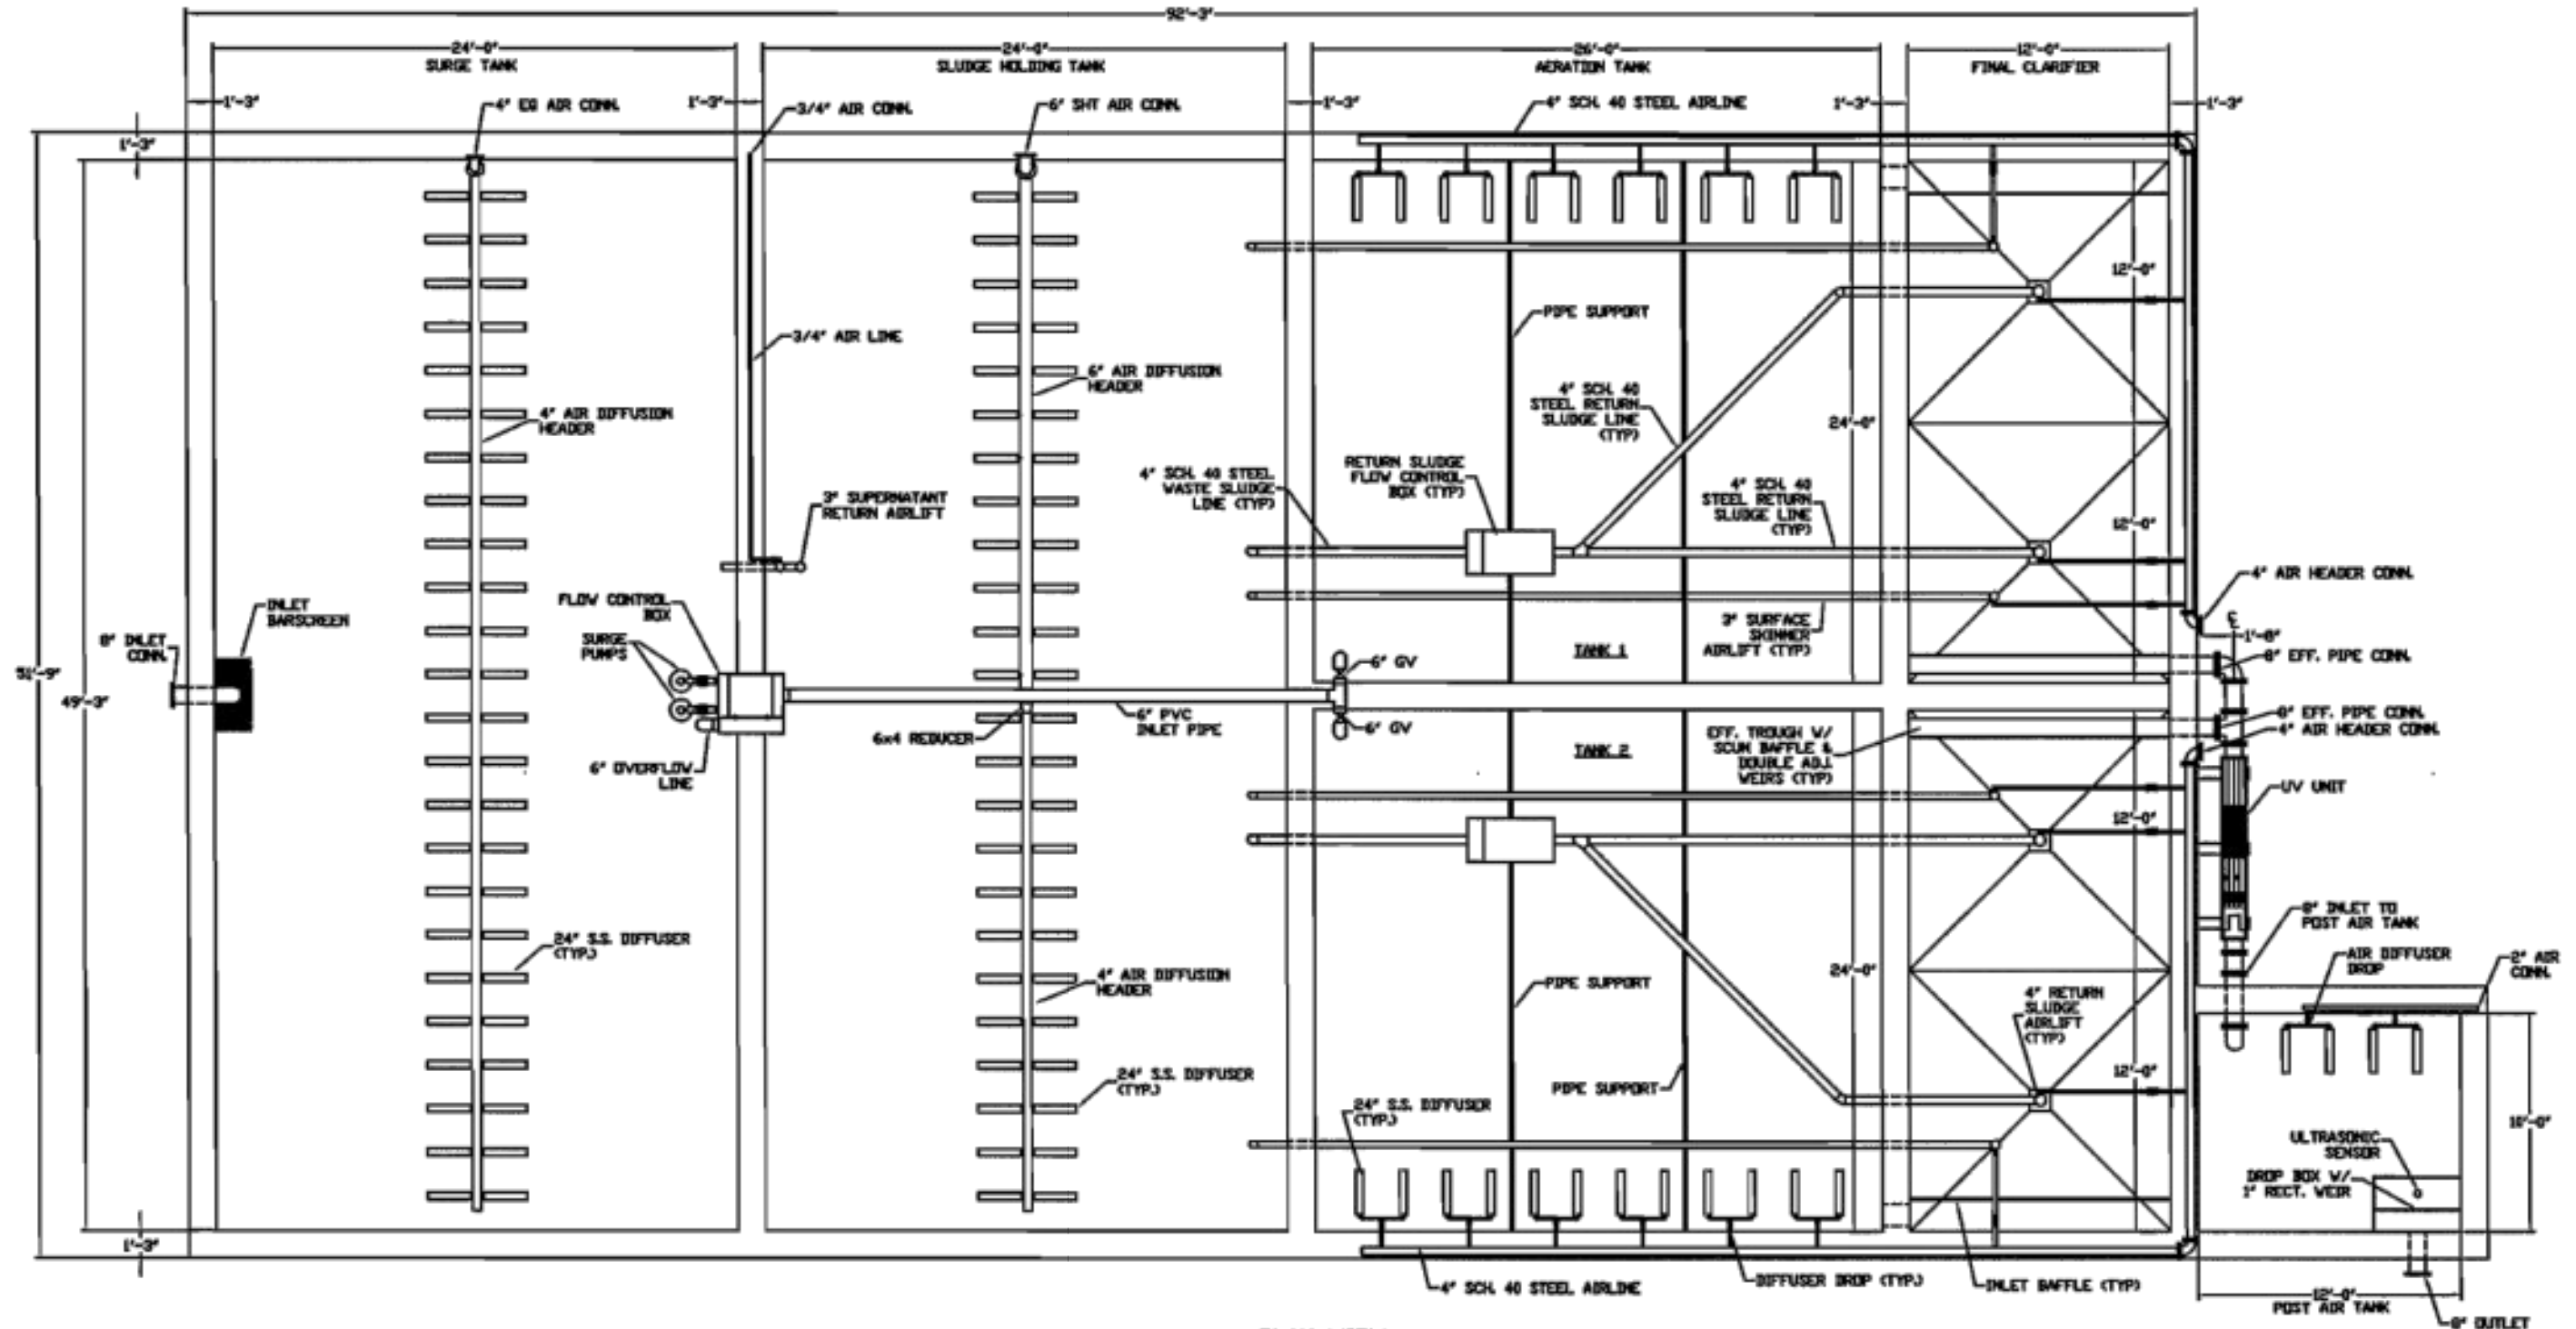 92'-3"
24'-0"
SURGE TANK
24'-0"
SLUDGE HOLDING TANK
26'-0"
AERATION TANK
12'-0"
FINAL CLARIFIER
1'-3"
4" EQ AIR CONN.
1'-3"
3/4" AIR CONN.
6" SHT AIR CONN.
1'-3"
4" SCH. 40 STEEL AIRLINE
1'-3"
1'-3"
1'-3"
12'-0"
PIPE SUPPORT
3/4" AIR LINE
6" AIR DIFFUSION
HEADER
4" AIR DIFFUSION
HEADER
4" SCH. 40
STEEL RETURN
SLUDGE LINE
(TYP)
24'-0"
RETURN SLUDGE
FLOW CONTROL
BOX (TYP)
4" SCH. 40 STEEL
WASTE SLUDGE
LINE (TYP)
4" SCH. 40
STEEL RETURN
SLUDGE LINE
(TYP)
3" SUPERNATANT
RETURN AIRLIFT
12'-0"
4" AIR HEADER CONN.
FLOW CONTROL
BOX
INLET
BARSCREEN
8" INLET
CONN.
SURGE
PUMPS
3" SURFACE
SKIMMER
AIRLIFT (TYP)
TANK 1
1'-8"
8" EFF. PIPE CONN.
6" GV
51'-9"
49'-3"
6" PVC
INLET PIPE
6" GV
6x4 REDUCER
8" EFF. PIPE CONN.
4" AIR HEADER CONN.
TANK 2
EFF. TROUGH W/
SCUM BAFFLE &
DOUBLE ADJ.
WEIRS (TYP)
6" OVERFLOW
LINE
UV UNIT
12'-0"
8" INLET TO
POST AIR TANK
24" S.S. DIFFUSER
(TYP.)
AIR DIFFUSER
DROP
2" AIR
CONN.
4" AIR DIFFUSION
HEADER
PIPE SUPPORT
24'-0"
4" RETURN
SLUDGE
AIRLIFT
(TYP)
24" S.S. DIFFUSER
(TYP.)
PIPE SUPPORT
12'-0"
24" S.S. DIFFUSER
(TYP.)
10'-0"
ULTRASONIC
SENSOR
DROP BOX W/
1' RECT. WEIR
1'-3"
4" SCH. 40 STEEL AIRLINE
DIFFUSER DROP (TYP.)
INLET BAFFLE (TYP)
12'-0"
POST AIR TANK
8" OUTLET